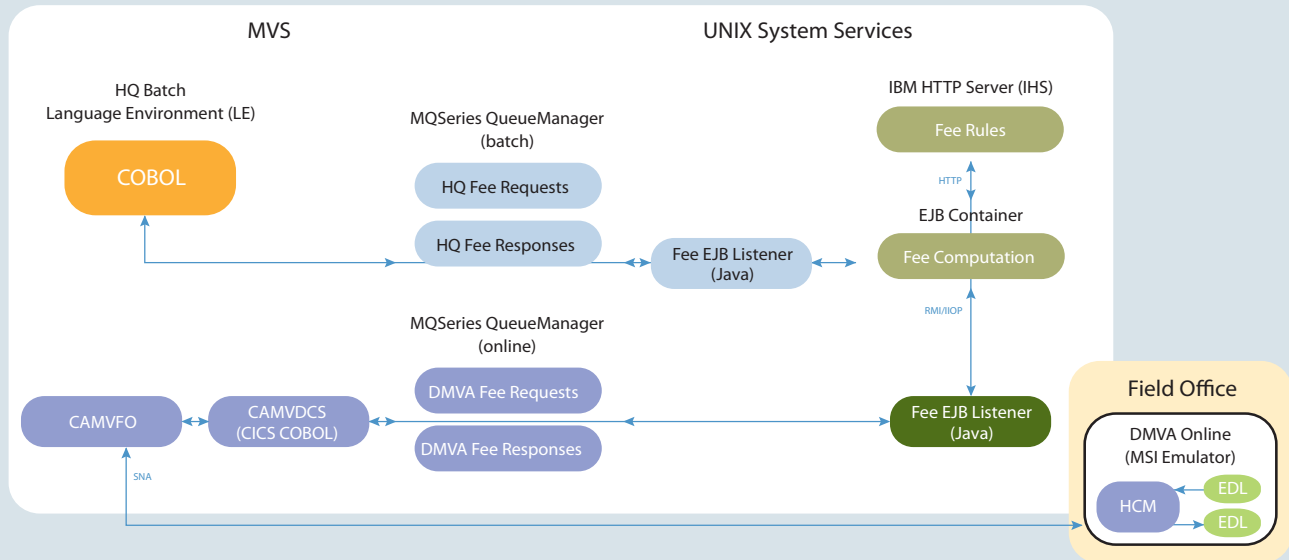 MVS
UNIX System Services
HQ Batch
Language Environment (LE)
COBOL
MQSeries QueueManager
(batch)
HQ Fee Requests
HQ Fee Responses
Fee EJB Listener
(Java)
IBM HTTP Server (IHS)
Fee Rules
HTTP
EJB Container
Fee Computation
RMI/IIOP
MQSeries QueueManager
(online)
DMVA Fee Requests
DMVA Fee Responses
CAMVFO
CAMVDCS
(CICS COBOL)
Fee EJB Listener
(Java)
SNA
Field Office
DMVA Online
(MSI Emulator)
HCM
EDL
EDL